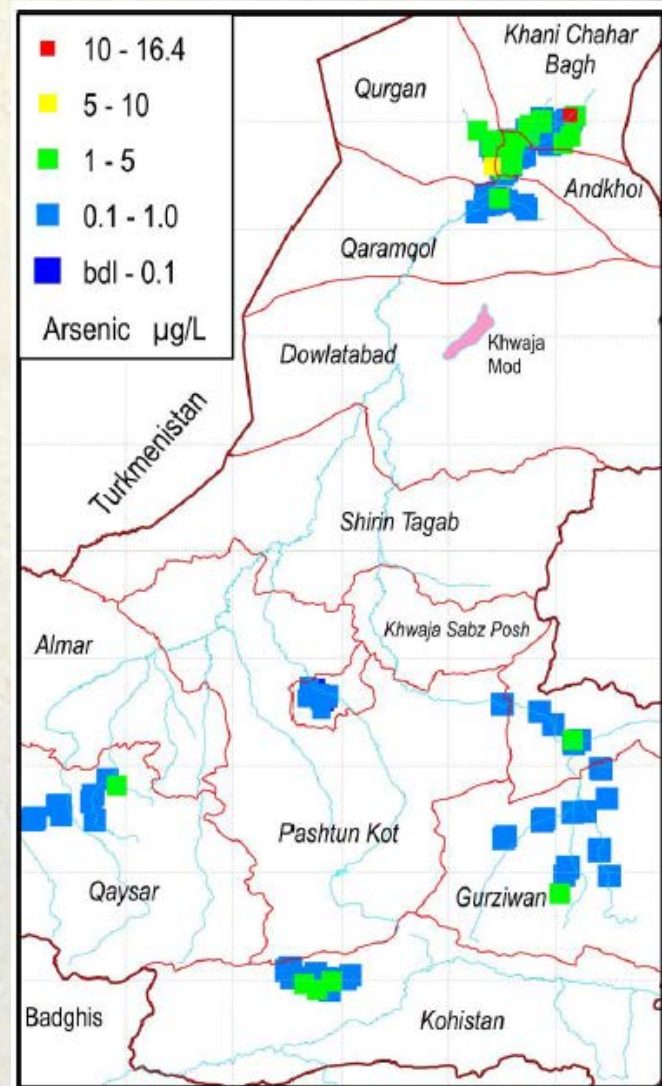 10 - 16.4
5 - 10
1 - 5
0.1 - 1.0
bdl - 0.1
Arsenic µg/L
Khani Chahar
Bagh
Qurgan
Andkhoi
Qaramqol
Dowlatabad
Khwaja
Mod
Turkmenistan
Shirin Tagab
Khwaja Sabz Posh
Almar
Pashtun Kot
Qaysar
Gurziwan
Badghis
Kohistan